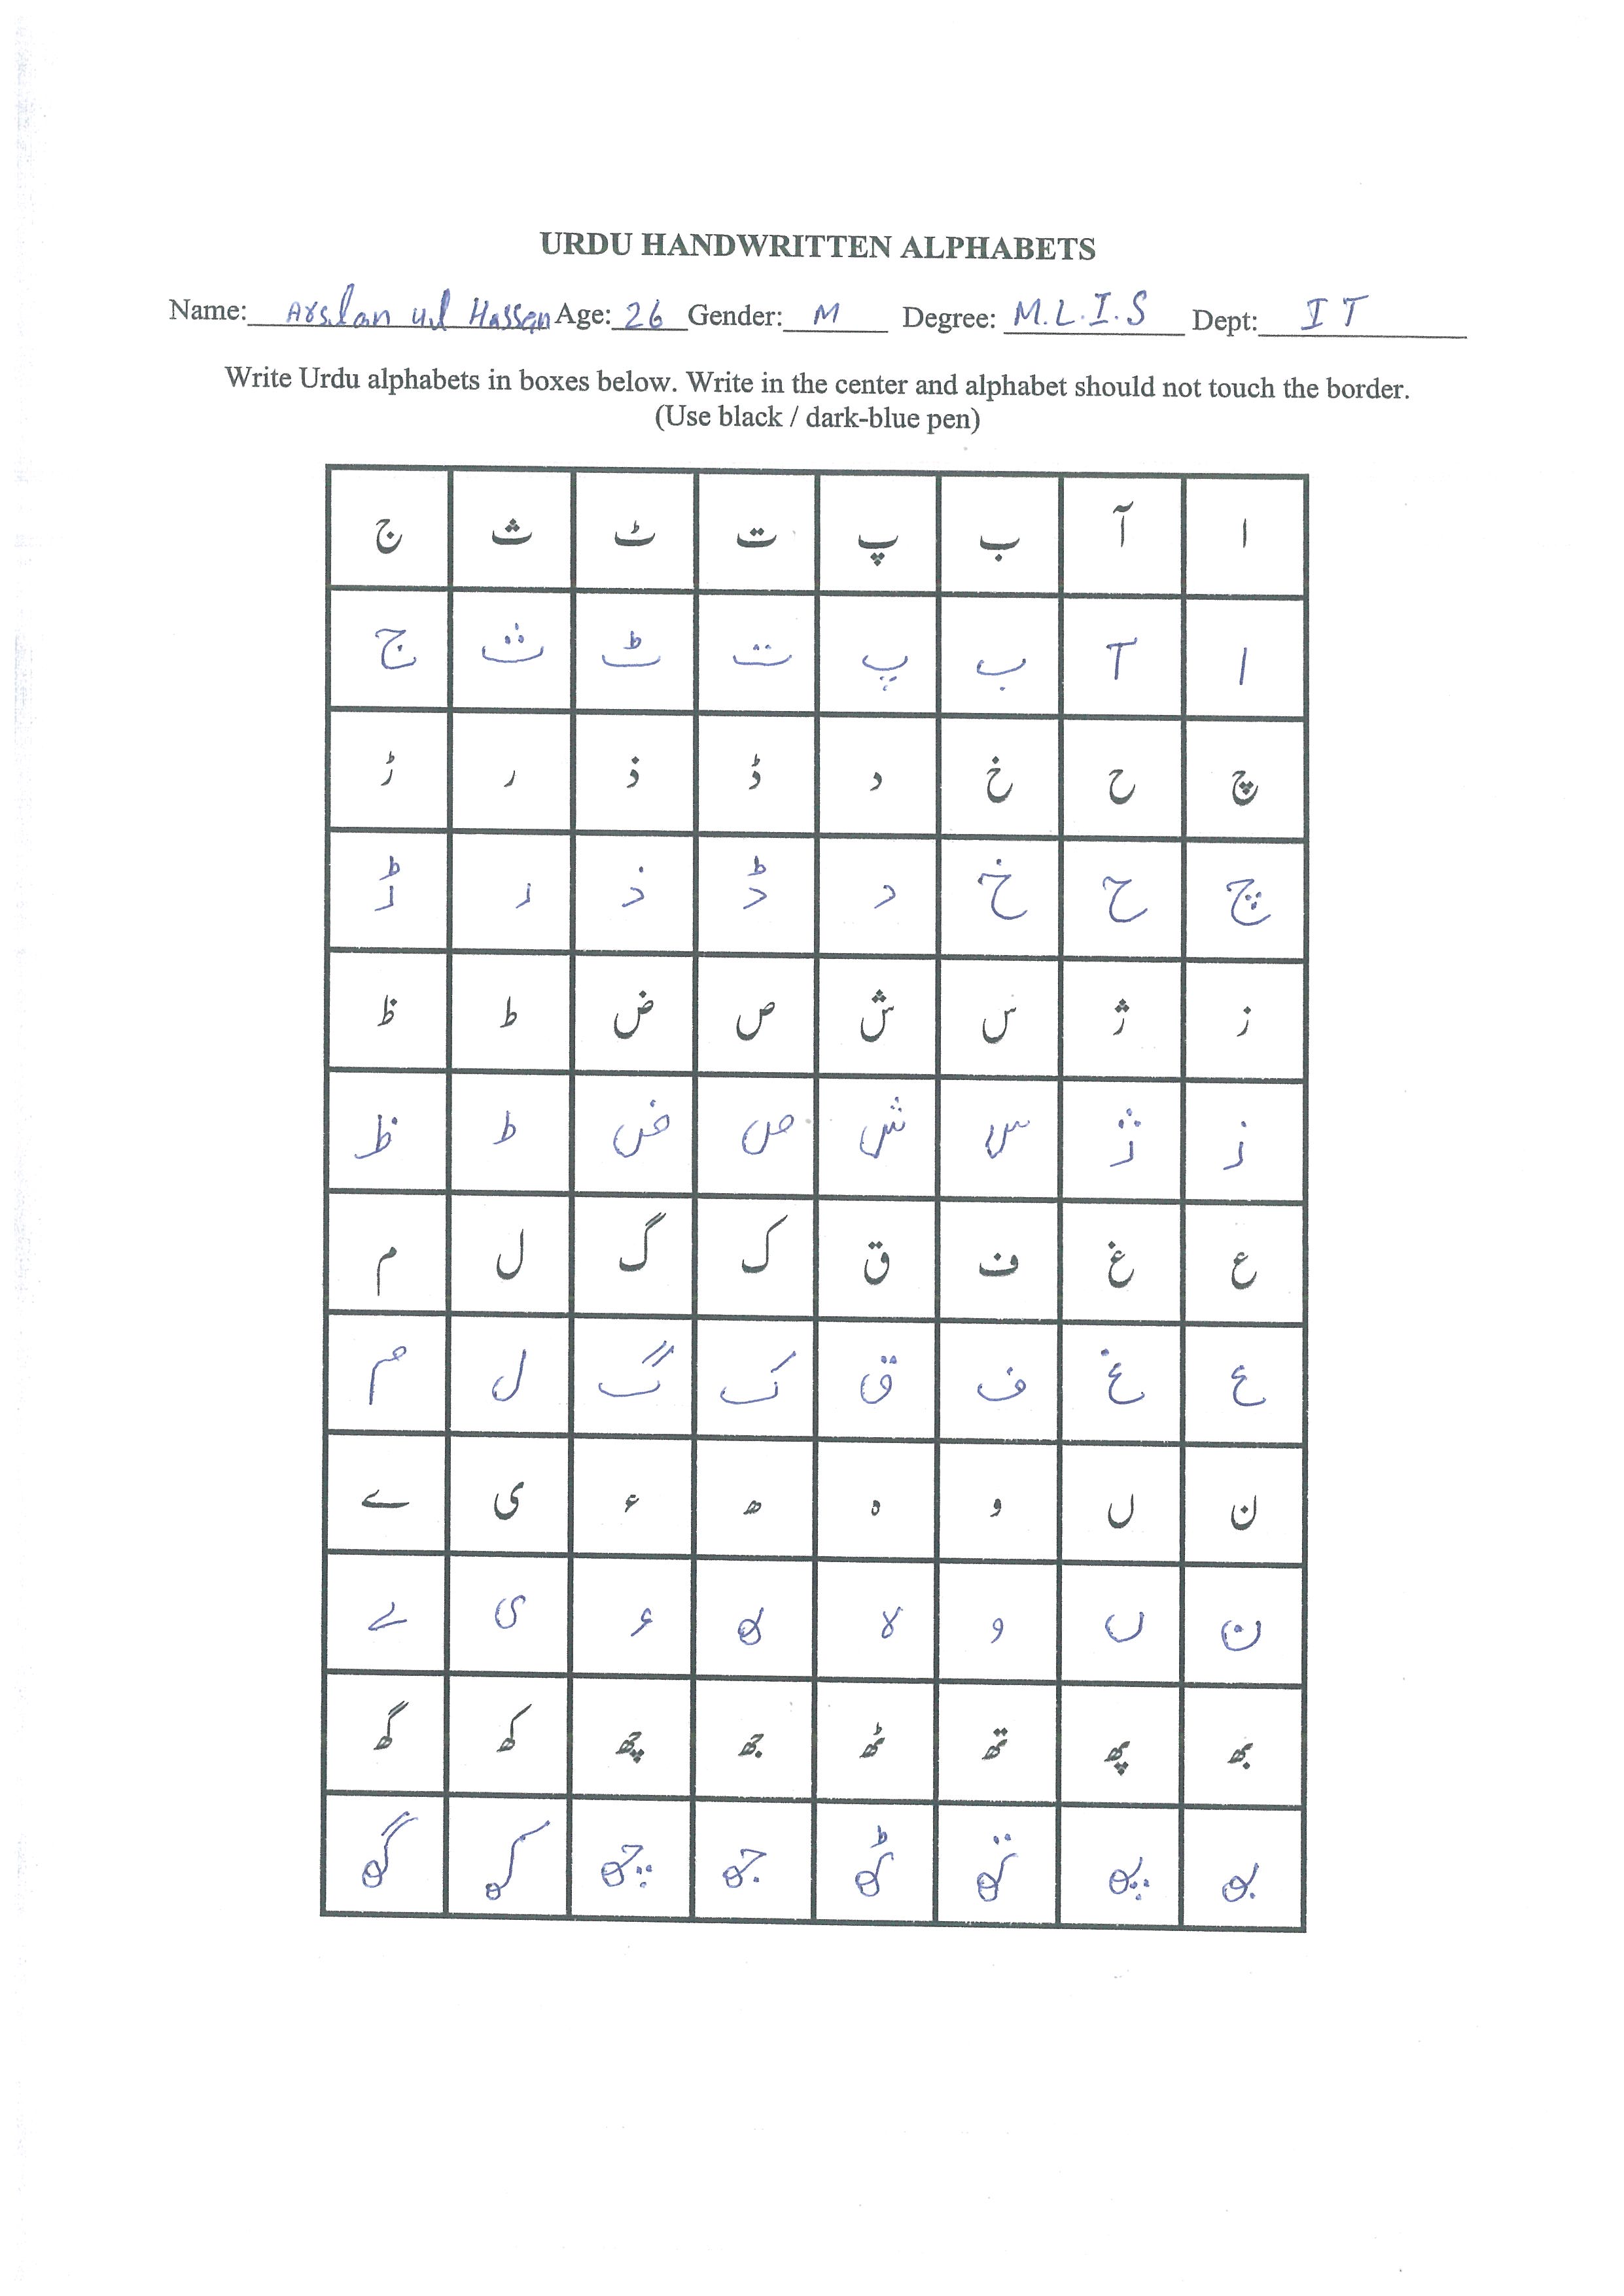 URDU HANDWRITTEN ALPHABETS
Name: Arslan ul Hassan Age: 26 Gender: M Degree: M.L.I.S Dept: IT
Write Urdu alphabets in boxes below. Write in the center and alphabet should not touch the border.
(Use black / dark-blue pen)
ا آ ب پ ت ٹ ث ج
ا آ ب پ ت ٹ ث ج
چ ح خ د ڈ ذ ر ڑ
چ ح خ د ڈ ذ ر ڑ
ز ژ س ش ص ض ط ظ
ز ژ س ش ص ض ط ظ
ع غ ف ق ک گ ل م
ع غ ف ق ک گ ل م
ن ں و ہ ھ ء ی ے
ن ں و ہ ھ ء ی ے
بھ پھ تھ ٹھ جھ چھ کھ گھ
بھ پھ تھ ٹھ جھ چھ کھ گھ